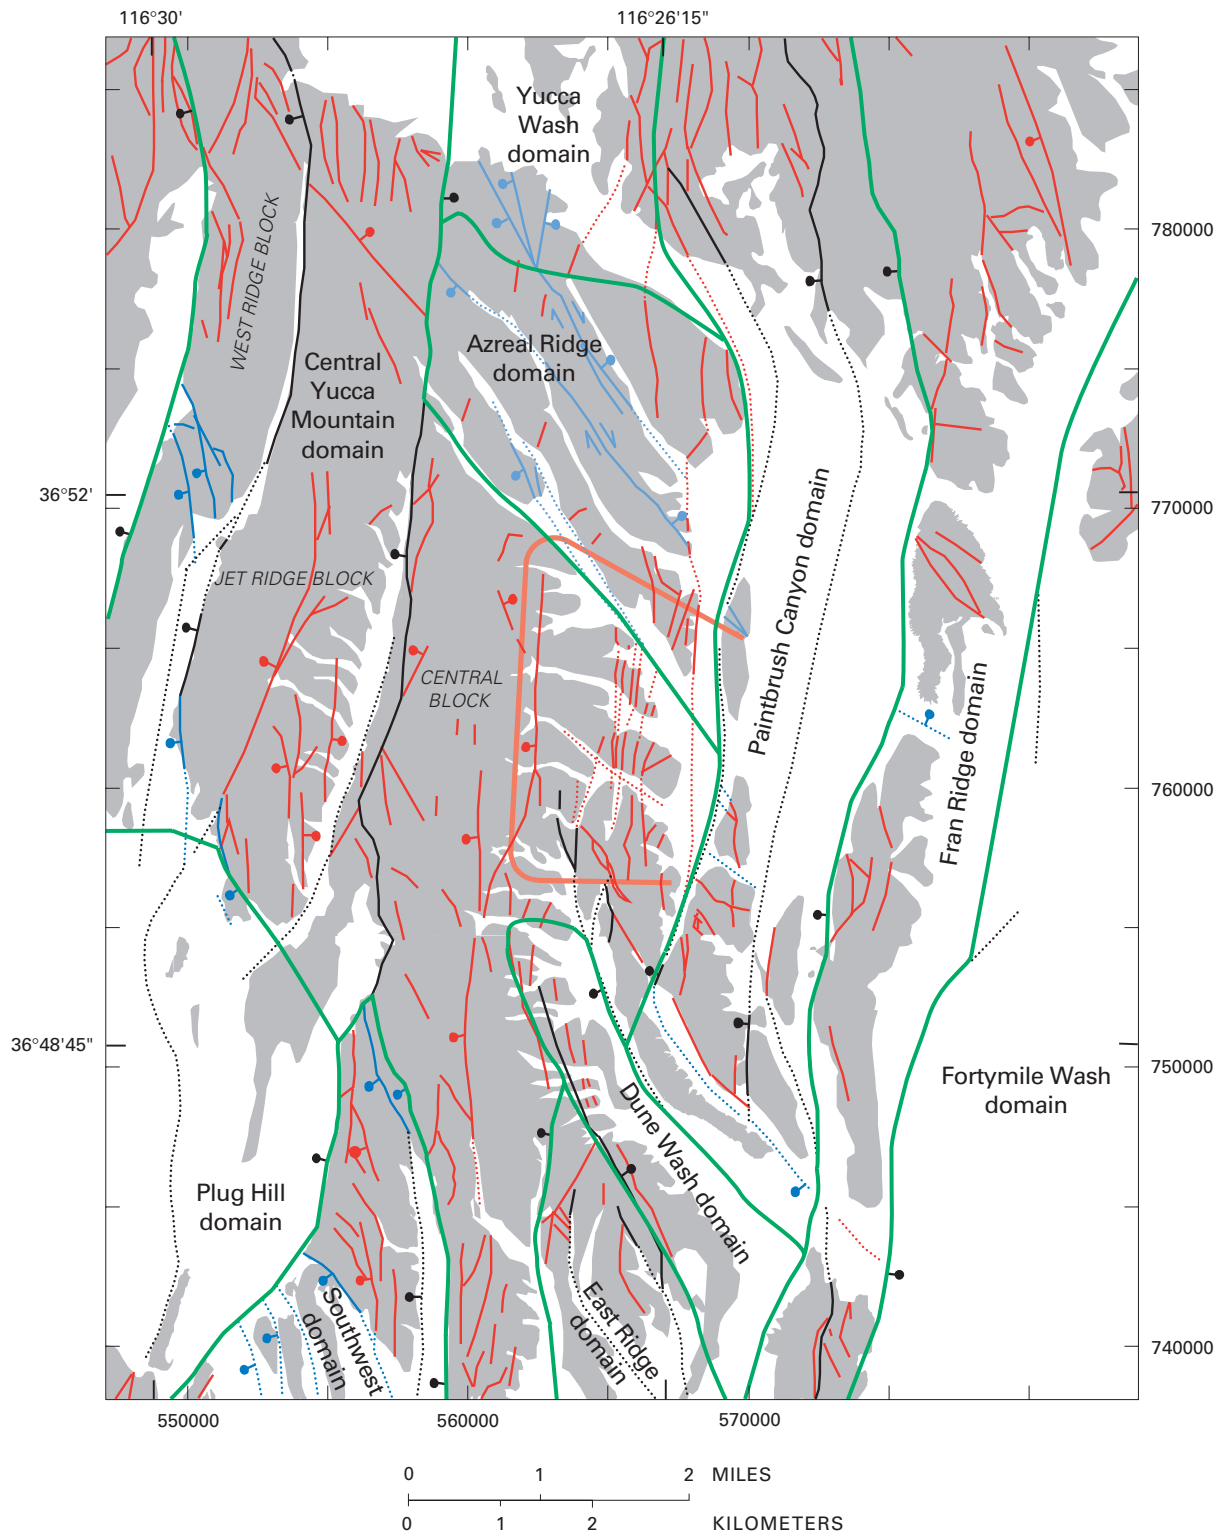 116°30'
116°26'15"
Yucca
Wash
domain
WEST RIDGE BLOCK
780000
Central
Yucca
Mountain
domain
Azreal Ridge
domain
36°52'
770000
JET RIDGE BLOCK
CENTRAL
BLOCK
Paintbrush Canyon domain
Fran Ridge domain
760000
36°48'45"
750000
Fortymile Wash
domain
Dune Wash domain
Plug Hill
domain
Southwest
domain
East Ridge
domain
740000
550000
560000
570000
0
1
2
MILES
0
1
2
KILOMETERS